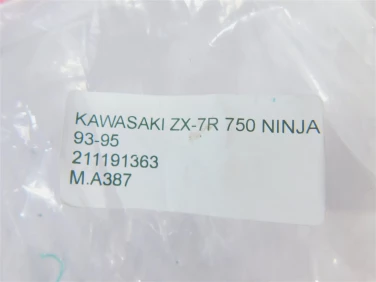 KAWASAKI ZX-7R 750 NINJA
93-95
211191363
M.A387